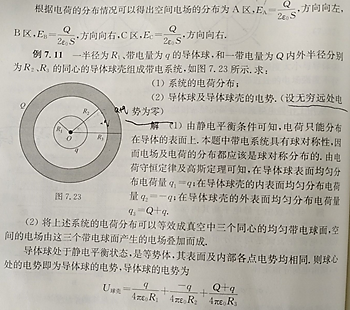 根据电荷的分布情况可以得出空间电场的分布为 A 区, E_A = Q/2ε₀S, 方向向左,
B 区, E_B = Q/2ε₀S, 方向向右, C 区, E_C = Q/2ε₀S, 方向向右.
例 7.11 一半径为 R₁、带电量为 q 的导体球, 和一带电量为 Q 内外半径分别
为 R₂、R₃ 的同心的导体球壳组成带电系统, 如图 7.23 所示. 求:
(1) 系统的电荷分布;
(2) 导体球及导体球壳的电势. (设无穷远处电
势为零)
解 (1) 由静电平衡条件可知, 电荷只能分布
在导体的表面上. 本题中带电系统具有球对称性, 因
而电场及电荷的分布都应该是球对称分布的. 由电
荷守恒定律及高斯定理可知, 在导体球表面均匀分
布电荷量 q₁=q; 在导体球壳的内表面均匀分布电荷
量 q₂=-q; 在导体球壳的外表面均匀分布电荷量
q₃=Q+q.
Q
R₃
R₂
R₁
O
q
-q
Q+q
图 7.23
(2) 将上述系统的电荷分布可以等效成真空中三个同心的均匀带电球面, 空
间的电场由这三个带电球面产生的电场叠加而成.
导体球处于静电平衡状态, 是等势体, 其表面及内部各点电势均相同, 则球心
处的电势即为导体球的电势, 导体球的电势为
U球壳 = q/4πε₀R₁ + -q/4πε₀R₂ + Q+q/4πε₀R₃